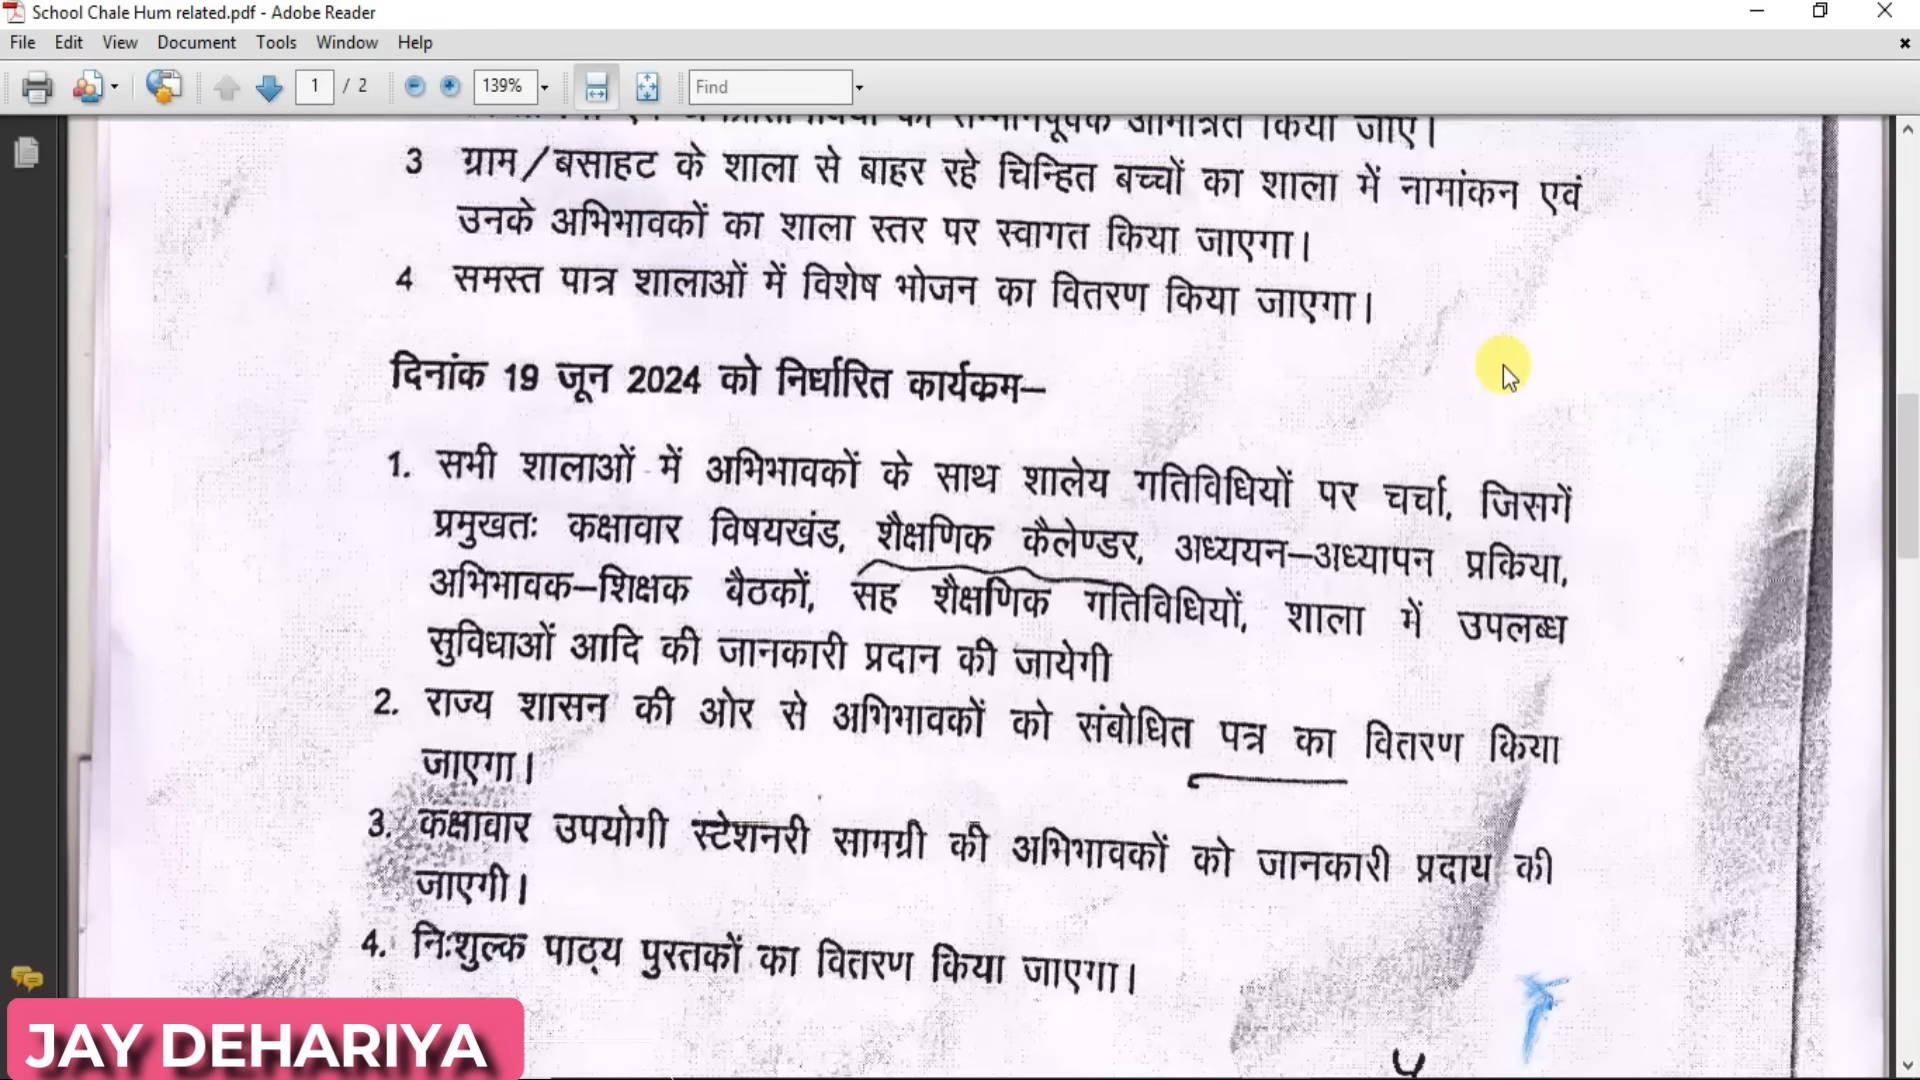 School Chale Hum related.pdf - Adobe Reader
File Edit View Document Tools Window Help
1 / 2 139% Find
आमंत्रित किया जाए।
3 ग्राम/बसाहट के शाला से बाहर रहे चिन्हित बच्चों का शाला में नामांकन एवं
उनके अभिभावकों का शाला स्तर पर स्वागत किया जाएगा।
4 समस्त पात्र शालाओं में विशेष भोजन का वितरण किया जाएगा।
दिनांक 19 जून 2024 को निर्धारित कार्यकम–
1. सभी शालाओं में अभिभावकों के साथ शालेय गतिविधियों पर चर्चा, जिसमें
प्रमुखतः कक्षावार विषयखंड, शैक्षणिक कैलेण्डर, अध्ययन–अध्यापन प्रकिया,
अभिभावक–शिक्षक बैठकों, सह शैक्षणिक गतिविधियों, शाला में उपलब्ध
सुविधाओं आदि की जानकारी प्रदान की जायेगी
2. राज्य शासन की ओर से अभिभावकों को संबोधित पत्र का वितरण किया
जाएगा।
3. कक्षावार उपयोगी स्टेशनरी सामग्री की अभिभावकों को जानकारी प्रदाय की
जाएगी।
4. निःशुल्क पाठ्य पुस्तकों का वितरण किया जाएगा।
JAY DEHARIYA